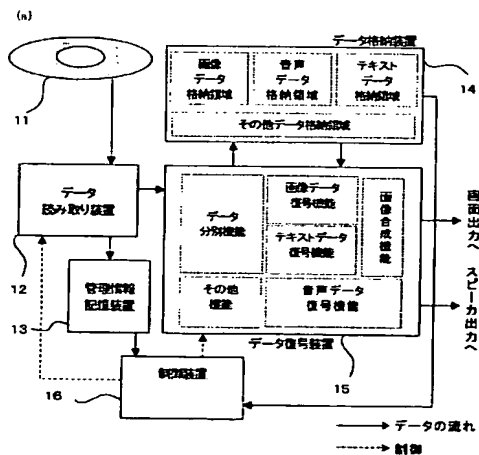 (a)
データ格納装置
画像
データ
格納領域
音声
データ
格納領域
テキスト
データ
格納領域
その他データ格納領域
14
11
データ
読み取り装置
12
管理情報
記憶装置
13
データ
分別機能
画像データ
復号機能
テキストデータ
復号機能
画像合成機能
その他
機能
音声データ
復号機能
データ復号装置
15
制御装置
16
画面出力へ
スピーカ出力へ
データの流れ
制御